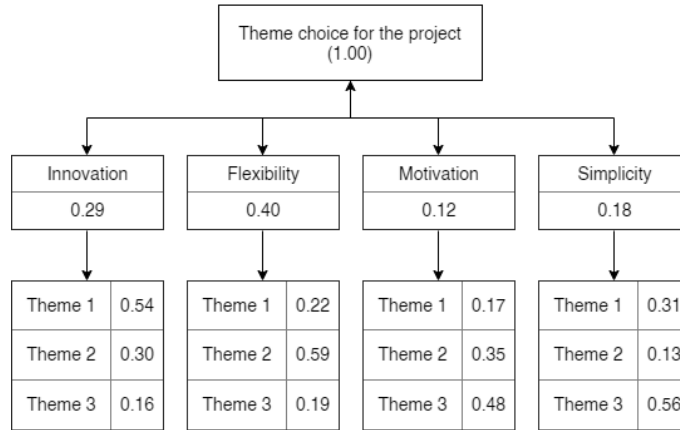 Theme choice for the project
(1.00)
Innovation
0.29
Flexibility
0.40
Motivation
0.12
Simplicity
0.18
Theme 1 0.54
Theme 2 0.30
Theme 3 0.16
Theme 1 0.22
Theme 2 0.59
Theme 3 0.19
Theme 1 0.17
Theme 2 0.35
Theme 3 0.48
Theme 1 0.31
Theme 2 0.13
Theme 3 0.56